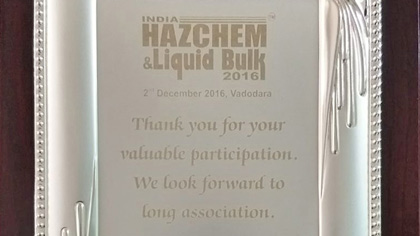 INDIA
HAZCHEM
&Liquid Bulk
2016
2nd December 2016, Vadodara
Thank you for your
valuable participation.
We look forward to
long association.